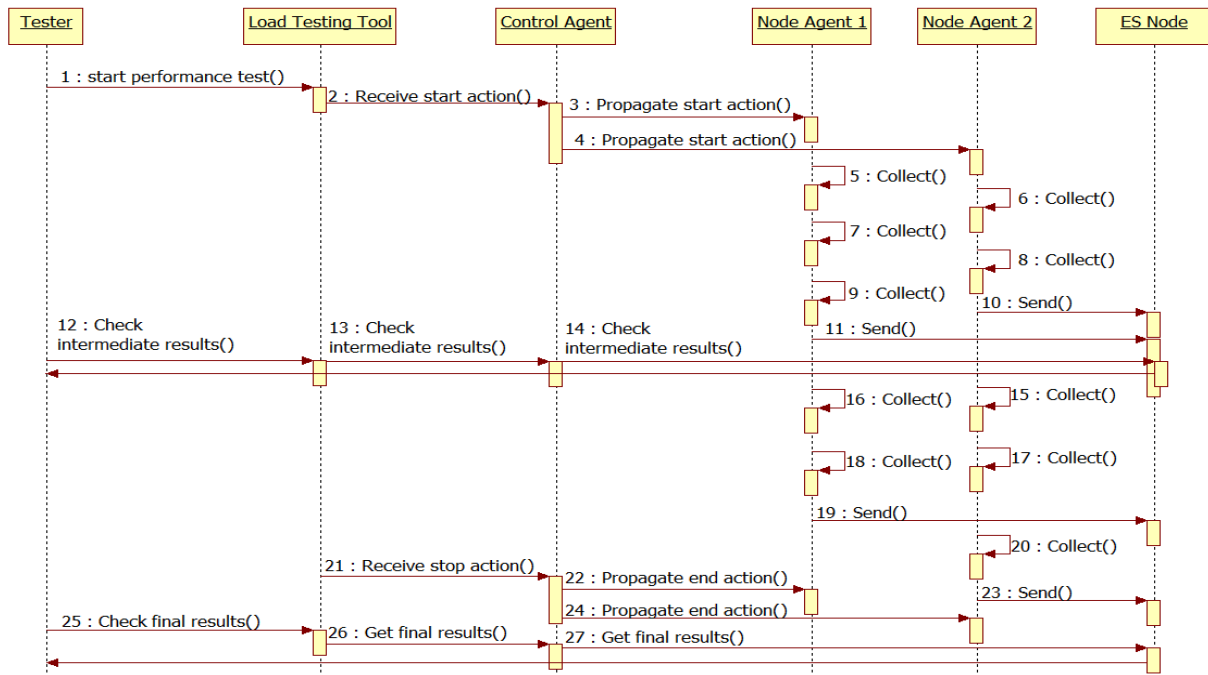 Tester
Load Testing Tool
Control Agent
Node Agent 1
Node Agent 2
ES Node
1 : start performance test()
2 : Receive start action()
3 : Propagate start action()
4 : Propagate start action()
5 : Collect()
6 : Collect()
7 : Collect()
8 : Collect()
9 : Collect()
10 : Send()
11 : Send()
12 : Check
intermediate results()
13 : Check
intermediate results()
14 : Check
intermediate results()
16 : Collect()
15 : Collect()
18 : Collect()
17 : Collect()
19 : Send()
20 : Collect()
21 : Receive stop action()
22 : Propagate end action()
23 : Send()
24 : Propagate end action()
25 : Check final results()
26 : Get final results()
27 : Get final results()